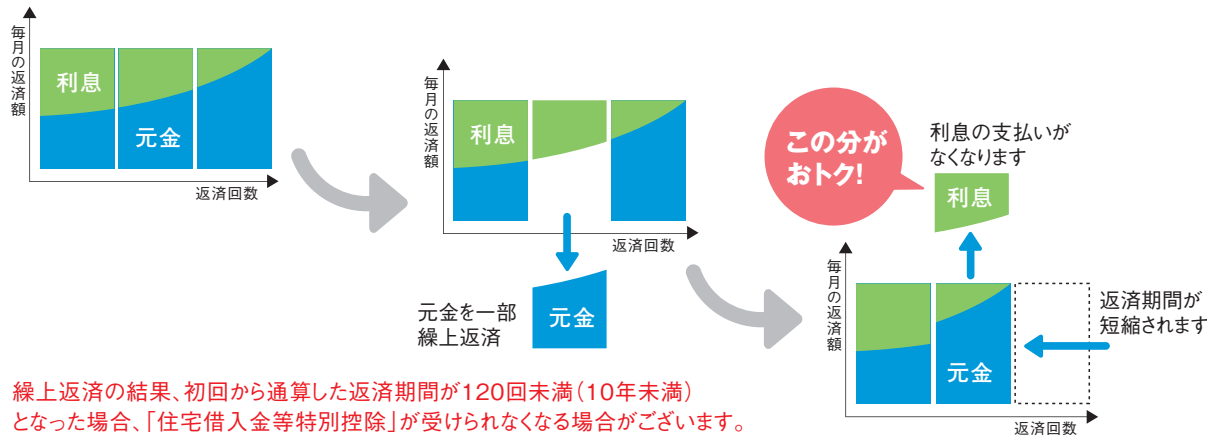 毎月の返済額
利息
元金
返済回数
毎月の返済額
利息
返済回数
元金を一部
繰上返済
元金
この分が
おトク!
利息の支払いが
なくなります
利息
毎月の返済額
元金
返済回数
返済期間が
短縮されます
繰上返済の結果、初回から通算した返済期間が120回未満(10年未満)
となった場合、「住宅借入金等特別控除」が受けられなくなる場合がございます。